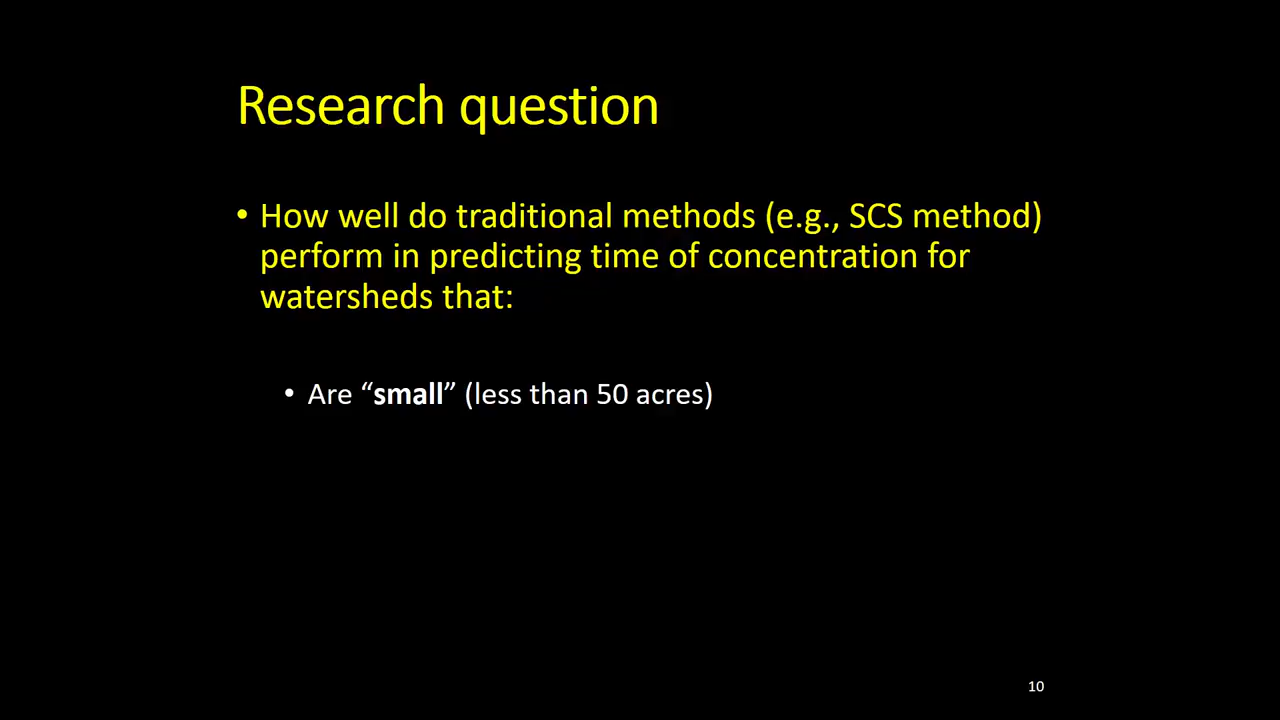 Research question
• How well do traditional methods (e.g., SCS method)
perform in predicting time of concentration for
watersheds that:
• Are “small” (less than 50 acres)
10